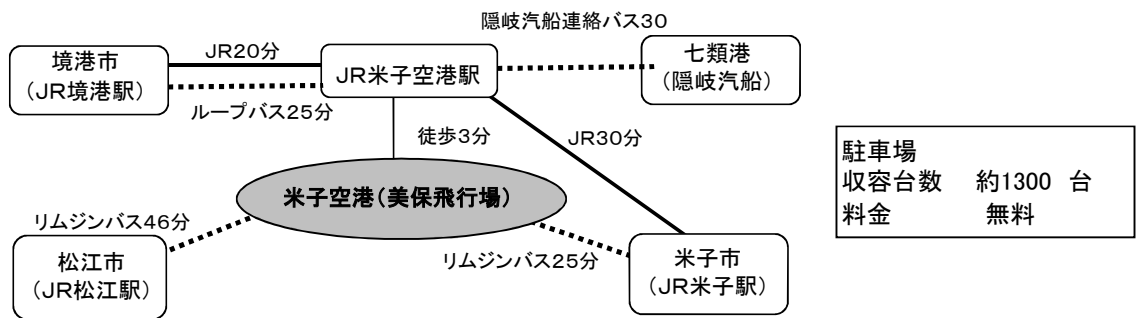 隠岐汽船連絡バス30
境港市
(JR境港駅)
JR20分
ループバス25分
JR米子空港駅
七類港
(隠岐汽船)
徒歩3分
JR30分
米子空港(美保飛行場)
リムジンバス46分
松江市
(JR松江駅)
リムジンバス25分
米子市
(JR米子駅)
駐車場
収容台数 約1300 台
料金 無料